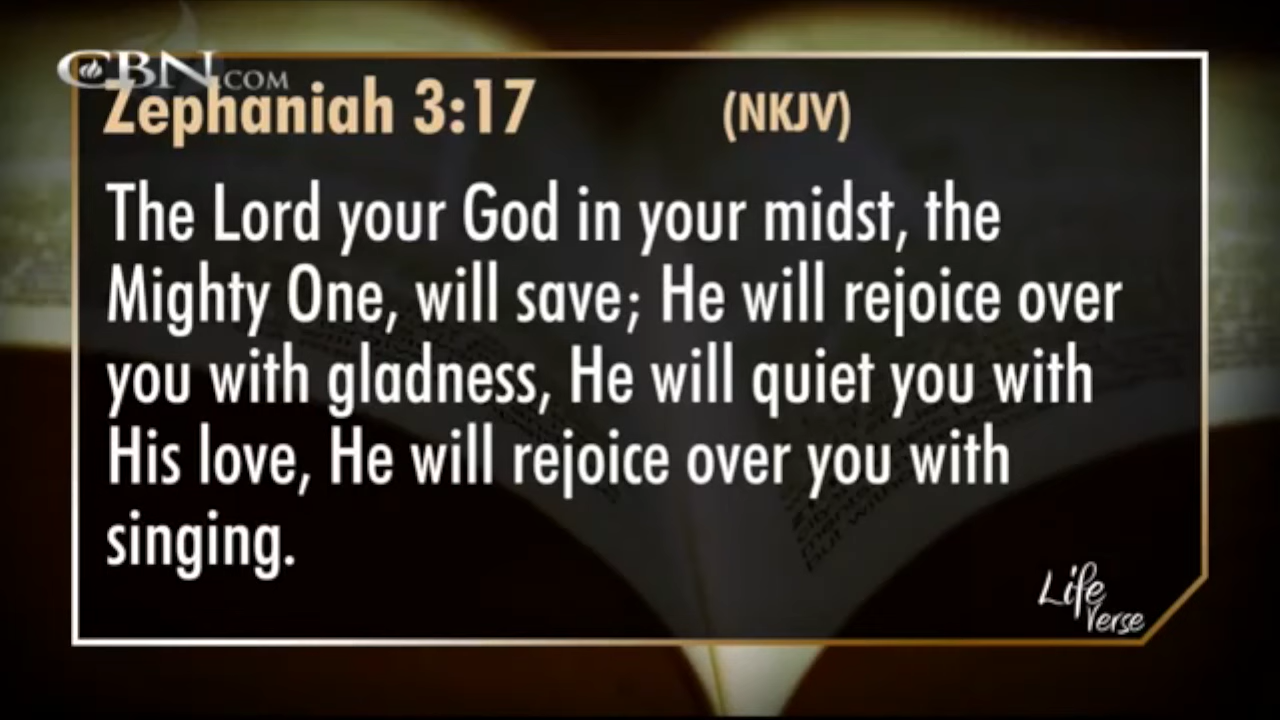 CBN.COM
Zephaniah 3:17 (NKJV)
The Lord your God in your midst, the
Mighty One, will save; He will rejoice over
you with gladness, He will quiet you with
His love, He will rejoice over you with
singing.
Life
Verse